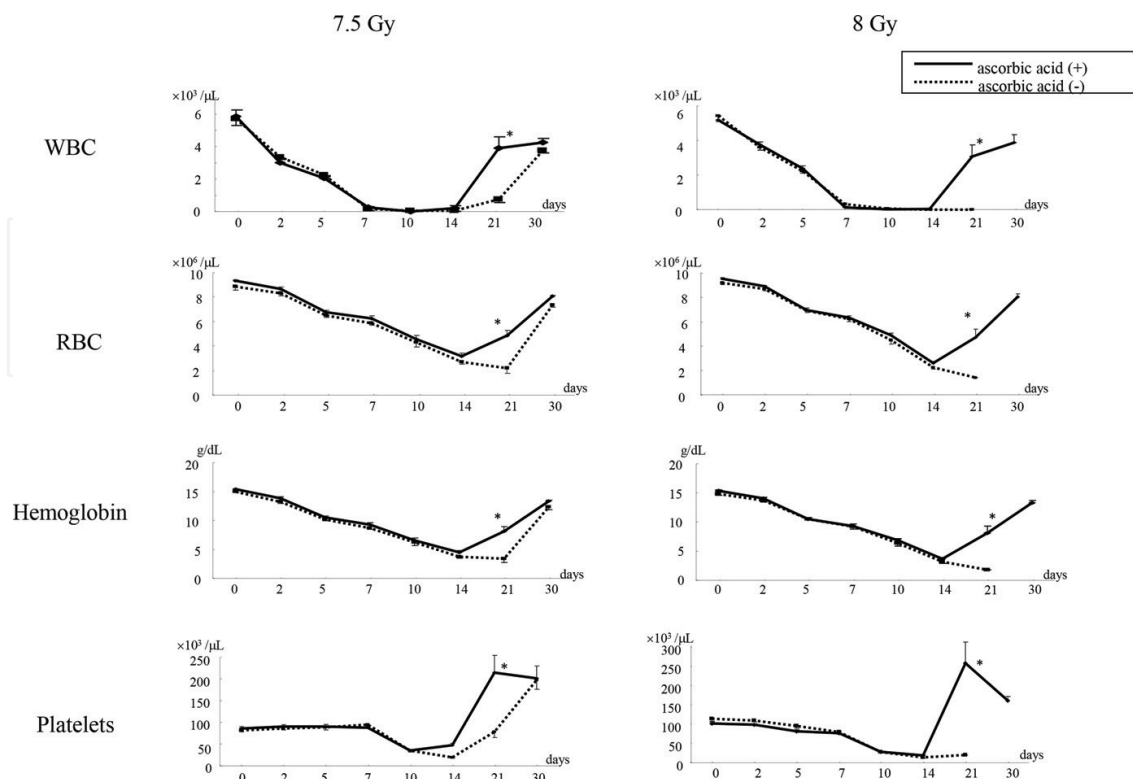 7.5 Gy 8 Gy
ascorbic acid (+)
ascorbic acid (-)
WBC
×10³ /μL
6
4
2
0
*
0 2 5 7 10 14 21 30 days
×10³ /μL
6
4
2
0
*
0 2 5 7 10 14 21 30 days
RBC
×10⁶ /μL
10
8
6
4
2
0
*
0 2 5 7 10 14 21 30 days
×10⁶ /μL
10
8
6
4
2
0
*
0 2 5 7 10 14 21 30 days
Hemoglobin
g/dL
20
15
10
5
0
*
0 2 5 7 10 14 21 30 days
g/dL
20
15
10
5
0
*
0 2 5 7 10 14 21 30 days
Platelets
×10³ /μL
250
200
150
100
50
0
*
0 2 5 7 10 14 21 30 days
×10³ /μL
300
250
200
150
100
50
0
*
0 2 5 7 10 14 21 30 days